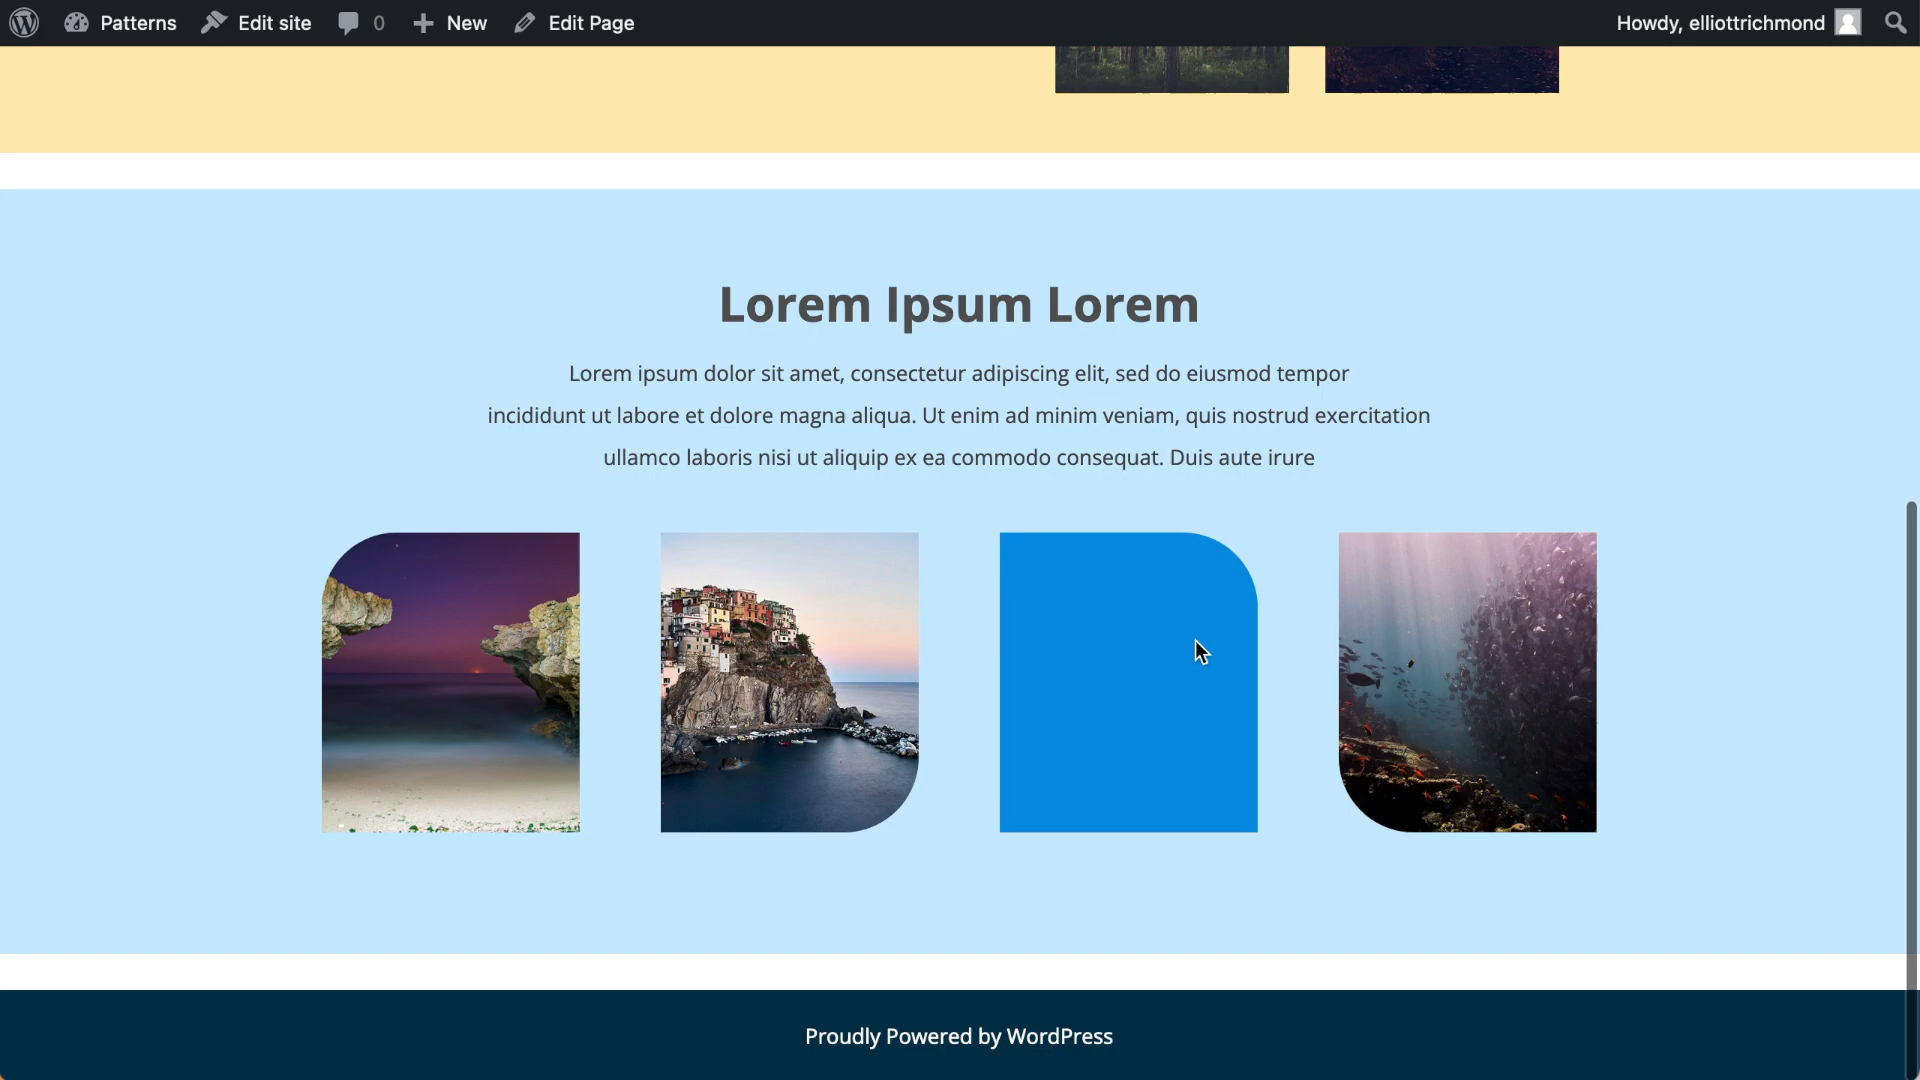 Patterns Edit site 0 New Edit Page Howdy, elliottrichmond
Lorem Ipsum Lorem
Lorem ipsum dolor sit amet, consectetur adipiscing elit, sed do eiusmod tempor
incididunt ut labore et dolore magna aliqua. Ut enim ad minim veniam, quis nostrud exercitation
ullamco laboris nisi ut aliquip ex ea commodo consequat. Duis aute irure
Proudly Powered by WordPress